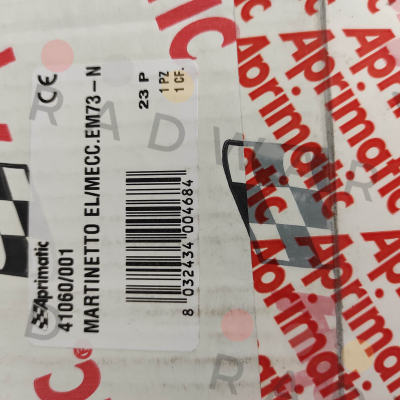 Aprimatic
41060/001
MARTINETTO EL/MECC.EM73-N
23 P
1 PZ
1 CF.
8 032434 004684
CE
Aprimatic
Aprimatic
Aprimatic
Aprimatic
RADWER